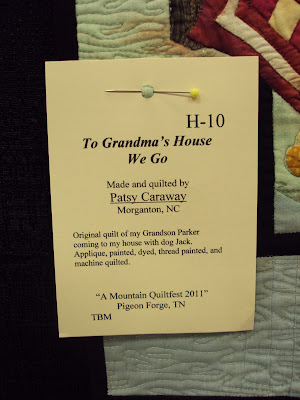 H-10
To Grandma's House
We Go
Made and quilted by
Patsy Caraway
Morganton, NC
Original quilt of my Grandson Parker
coming to my house with dog Jack.
Applique, painted, dyed, thread painted, and
machine quilted.
"A Mountain Quiltfest 2011"
Pigeon Forge, TN
TBM